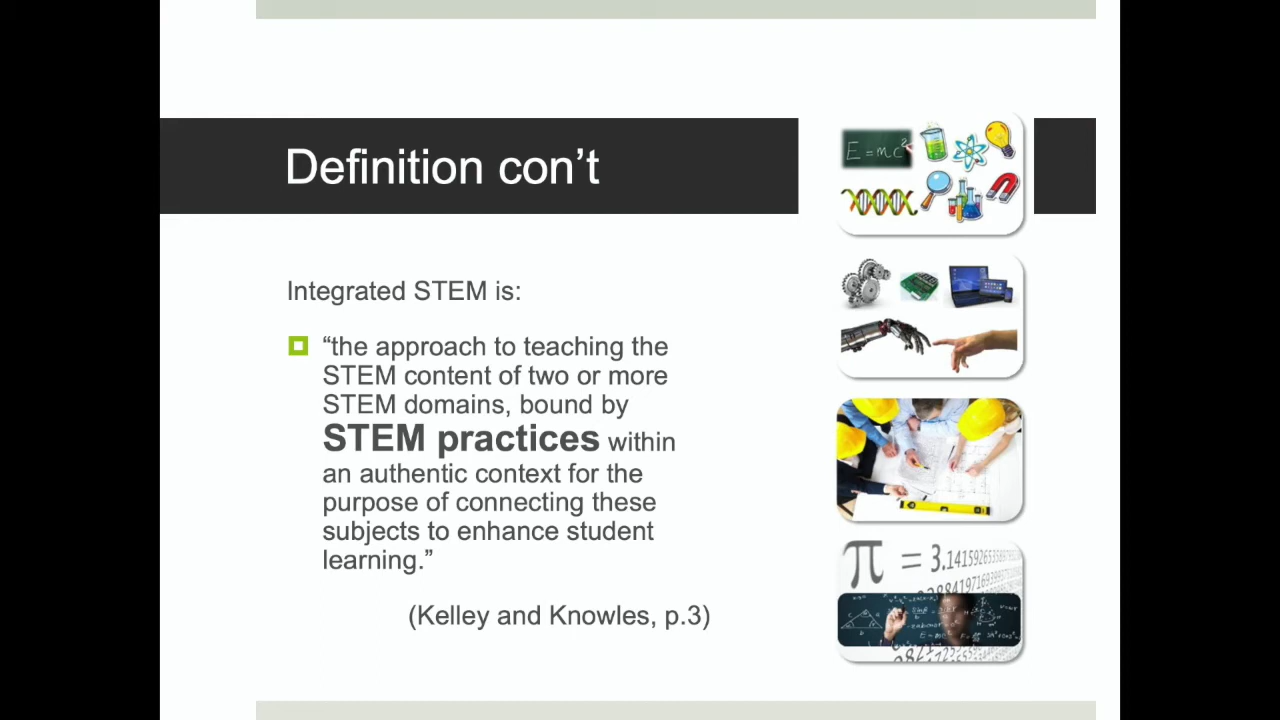 Definition con’t
E=mc²
Integrated STEM is:
“the approach to teaching the
STEM content of two or more
STEM domains, bound by
STEM practices within
an authentic context for the
purpose of connecting these
subjects to enhance student
learning.”
(Kelley and Knowles, p.3)
π = 3.141592653589